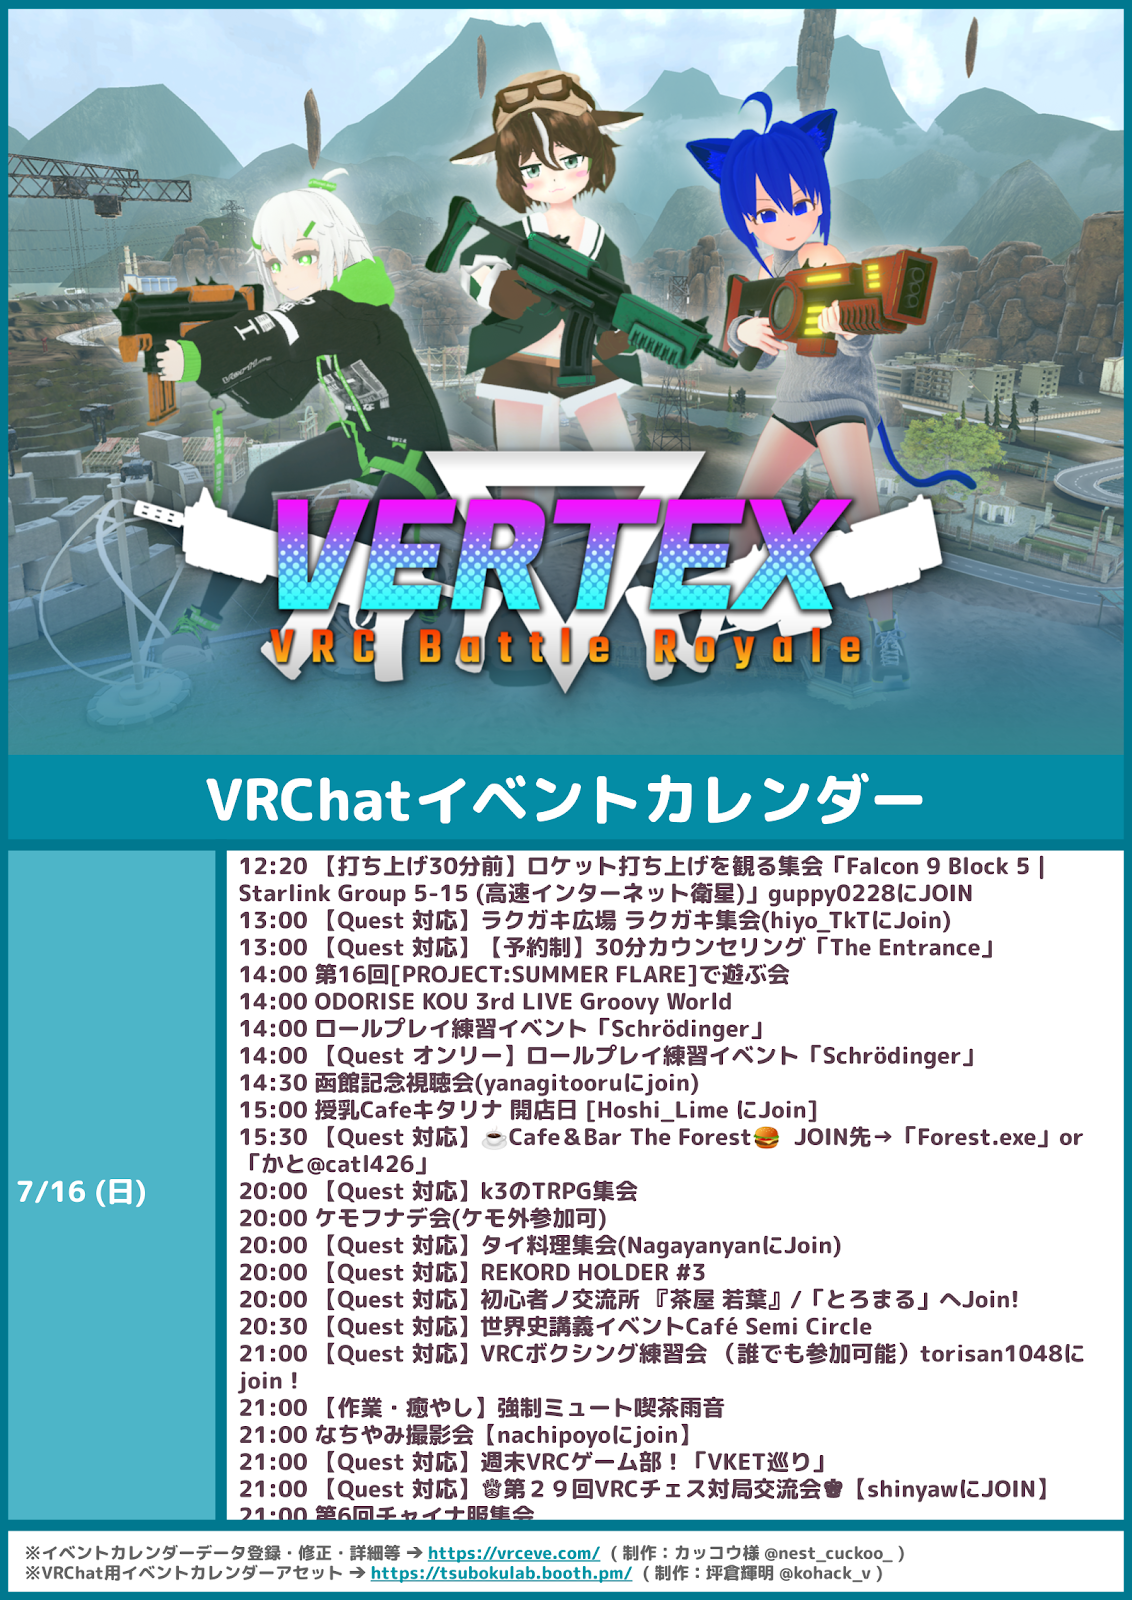 VERTEX
VRC Battle Royale
VRChatイベントカレンダー
7/16 (日)
12:20 【打ち上げ30分前】ロケット打ち上げを観る集会「Falcon 9 Block 5 |
Starlink Group 5-15 (高速インターネット衛星)」guppy0228にJOIN
13:00 【Quest 対応】ラクガキ広場 ラクガキ集会(hiyo_TkTにJoin)
13:00 【Quest 対応】【予約制】30分カウンセリング「The Entrance」
14:00 第16回[PROJECT:SUMMER FLARE]で遊ぶ会
14:00 ODORISE KOU 3rd LIVE Groovy World
14:00 ロールプレイ練習イベント「Schrödinger」
14:00 【Quest オンリー】ロールプレイ練習イベント「Schrödinger」
14:30 函館記念視聴会(yanagitooruにjoin)
15:00 授乳Cafeキタリナ 開店日 [Hoshi_Lime にJoin]
15:30 【Quest 対応】☕Cafe＆Bar The Forest🍔 JOIN先→「Forest.exe」or
「かと@catl426」
20:00 【Quest 対応】k3のTRPG集会
20:00 ケモフナデ会(ケモ外参加可)
20:00 【Quest 対応】タイ料理集会(NagayanyanにJoin)
20:00 【Quest 対応】REKORD HOLDER #3
20:00 【Quest 対応】初心者ノ交流所 『茶屋 若葉』/「とろまる」へJoin!
20:30 【Quest 対応】世界史講義イベントCafé Semi Circle
21:00 【Quest 対応】VRCボクシング練習会 （誰でも参加可能）torisan1048に
join！
21:00 【作業・癒やし】強制ミュート喫茶雨音
21:00 なちやみ撮影会【nachipoyoにjoin】
21:00 【Quest 対応】週末VRCゲーム部！「VKET巡り」
21:00 【Quest 対応】♕第２９回VRCチェス対局交流会♚【shinyawにJOIN】
21:00 第6回チャイナ服集会
※イベントカレンダーデータ登録・修正・詳細等 → https://vrceve.com/ ( 制作：カッコウ様 @nest_cuckoo_ )
※VRChat用イベントカレンダーアセット → https://tsubokulab.booth.pm/ ( 制作：坪倉輝明 @kohack_v )